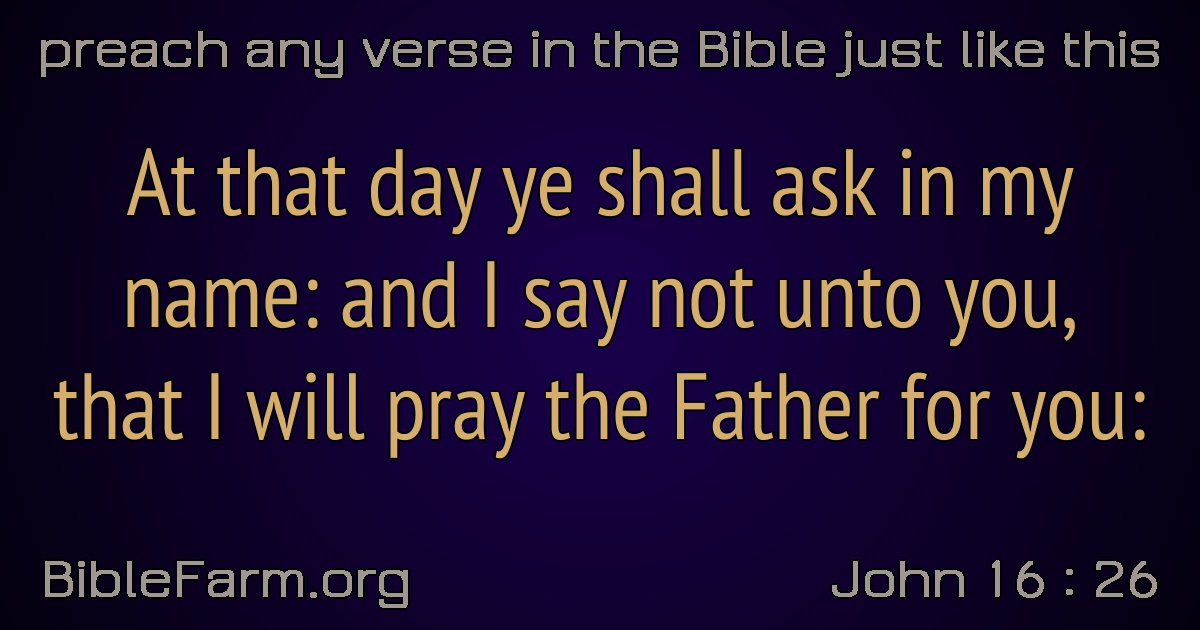 preach any verse in the Bible just like this
At that day ye shall ask in my
name: and I say not unto you,
that I will pray the Father for you:
BibleFarm.org
John 16 : 26